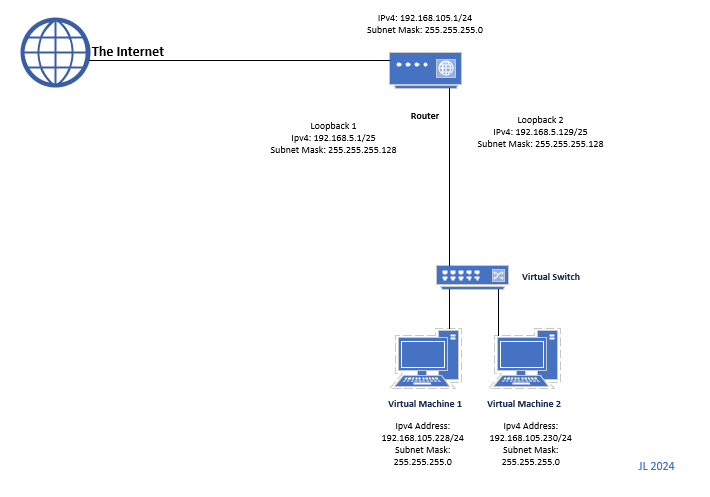 IPv4: 192.168.105.1/24
Subnet Mask: 255.255.255.0
The Internet
Router
Loopback 1
Ipv4: 192.168.5.1/25
Subnet Mask: 255.255.255.128
Loopback 2
IPv4: 192.168.5.129/25
Subnet Mask: 255.255.255.128
Virtual Switch
Virtual Machine 1
Ipv4 Address:
192.168.105.228/24
Subnet Mask:
255.255.255.0
Virtual Machine 2
Ipv4 Address:
192.168.105.230/24
Subnet Mask:
255.255.255.0
JL 2024